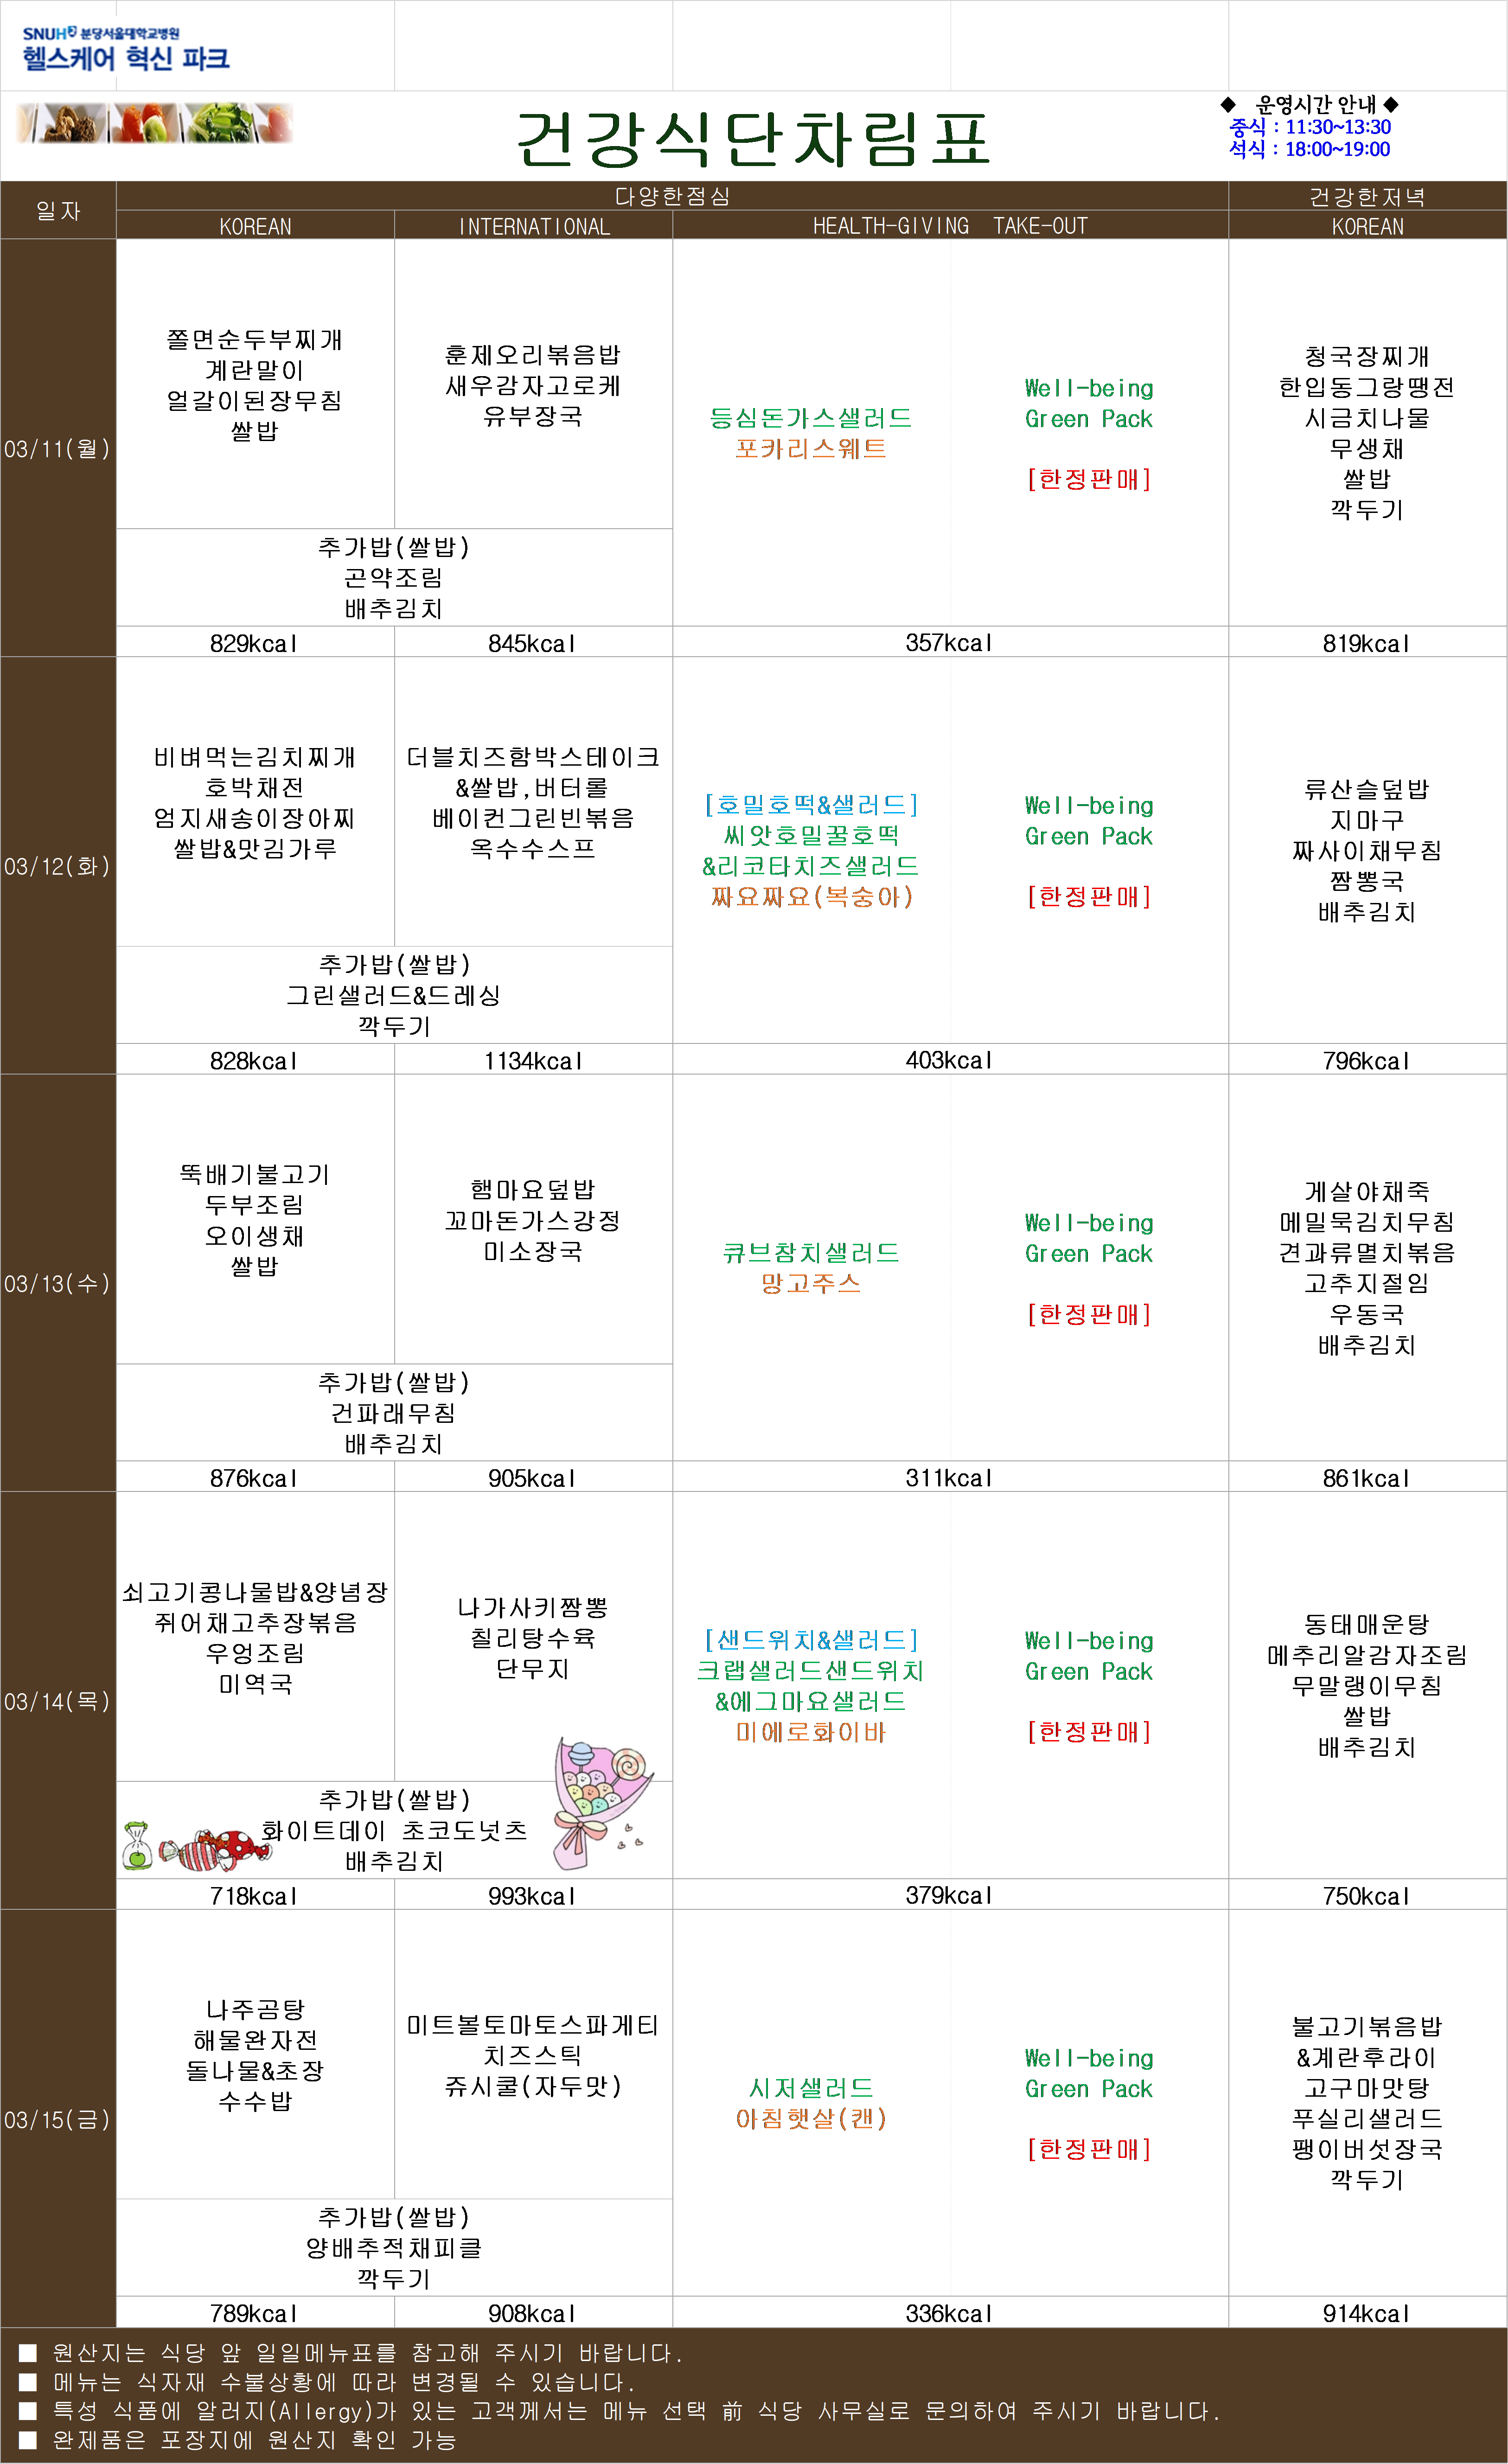 SNUH 분당서울대학교병원
헬스케어 혁신 파크
건강식단차림표
◆ 운영시간 안내 ◆
중식 : 11:30~13:30
석식 : 18:00~19:00
일자
다양한점심
건강한저녁
KOREAN
INTERNATIONAL
HEALTH-GIVING TAKE-OUT
KOREAN
03/11(월)
쫄면순두부찌개
계란말이
얼갈이된장무침
쌀밥
훈제오리볶음밥
새우감자고로케
유부장국
추가밥(쌀밥)
곤약조림
배추김치
등심돈가스샐러드
포카리스웨트
Well-being
Green Pack
[한정판매]
청국장찌개
한입동그랑땡전
시금치나물
무생채
쌀밥
깍두기
829kcal
845kcal
357kcal
819kcal
03/12(화)
비벼먹는김치찌개
호박채전
엄지새송이장아찌
쌀밥&맛김가루
더블치즈함박스테이크
&쌀밥,버터롤
베이컨그린빈볶음
옥수수스프
추가밥(쌀밥)
그린샐러드&드레싱
깍두기
[호밀호떡&샐러드]
씨앗호밀꿀호떡
&리코타치즈샐러드
짜요짜요(복숭아)
Well-being
Green Pack
[한정판매]
류산슬덮밥
지마구
짜사이채무침
짬뽕국
배추김치
828kcal
1134kcal
403kcal
796kcal
03/13(수)
뚝배기불고기
두부조림
오이생채
쌀밥
햄마요덮밥
꼬마돈가스강정
미소장국
추가밥(쌀밥)
건파래무침
배추김치
큐브참치샐러드
망고주스
Well-being
Green Pack
[한정판매]
게살야채죽
메밀묵김치무침
견과류멸치볶음
고추지절임
우동국
배추김치
876kcal
905kcal
311kcal
861kcal
03/14(목)
쇠고기콩나물밥&양념장
쥐어채고추장볶음
우엉조림
미역국
나가사키짬뽕
칠리탕수육
단무지
추가밥(쌀밥)
화이트데이 초코도넛츠
배추김치
[샌드위치&샐러드]
크랩샐러드샌드위치
&에그마요샐러드
미에로화이바
Well-being
Green Pack
[한정판매]
동태매운탕
메추리알감자조림
무말랭이무침
쌀밥
배추김치
718kcal
993kcal
379kcal
750kcal
03/15(금)
나주곰탕
해물완자전
돌나물&초장
수수밥
미트볼토마토스파게티
치즈스틱
쥬시쿨(자두맛)
추가밥(쌀밥)
양배추적채피클
깍두기
시저샐러드
아침햇살(캔)
Well-being
Green Pack
[한정판매]
불고기볶음밥
&계란후라이
고구마맛탕
푸실리샐러드
팽이버섯장국
깍두기
789kcal
908kcal
336kcal
914kcal
■ 원산지는 식당 앞 일일메뉴표를 참고해 주시기 바랍니다.
■ 메뉴는 식자재 수불상황에 따라 변경될 수 있습니다.
■ 특성 식품에 알러지(Allergy)가 있는 고객께서는 메뉴 선택 前 식당 사무실로 문의하여 주시기 바랍니다.
■ 완제품은 포장지에 원산지 확인 가능